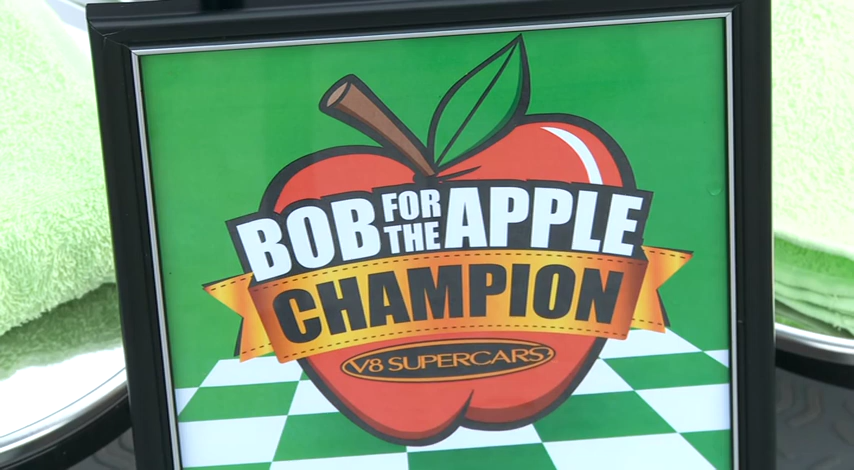 BOB FOR THE APPLE
CHAMPION
V8 SUPERCARS